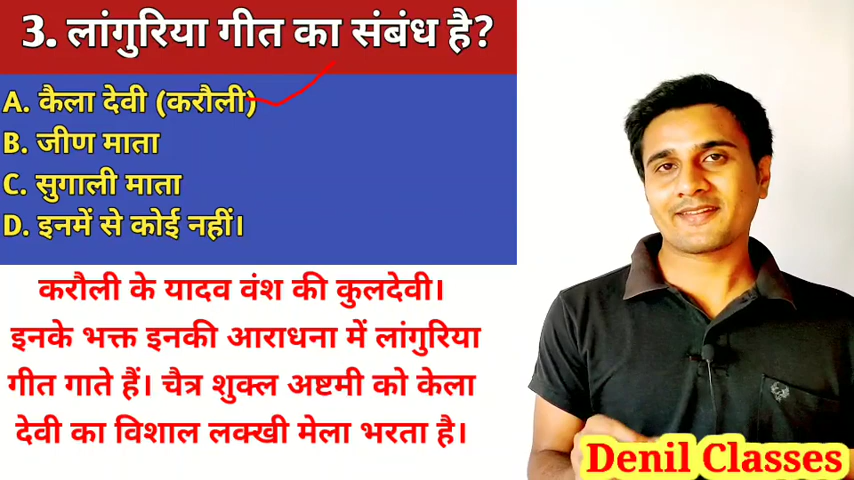 3. लांगुरिया गीत का संबंध है?
A. कैला देवी (करौली)
B. जीण माता
C. सुगाली माता
D. इनमें से कोई नहीं।
करौली के यादव वंश की कुलदेवी।
इनके भक्त इनकी आराधना में लांगुरिया
गीत गाते हैं। चैत्र शुक्ल अष्टमी को केला
देवी का विशाल लक्खी मेला भरता है।
Denil Classes